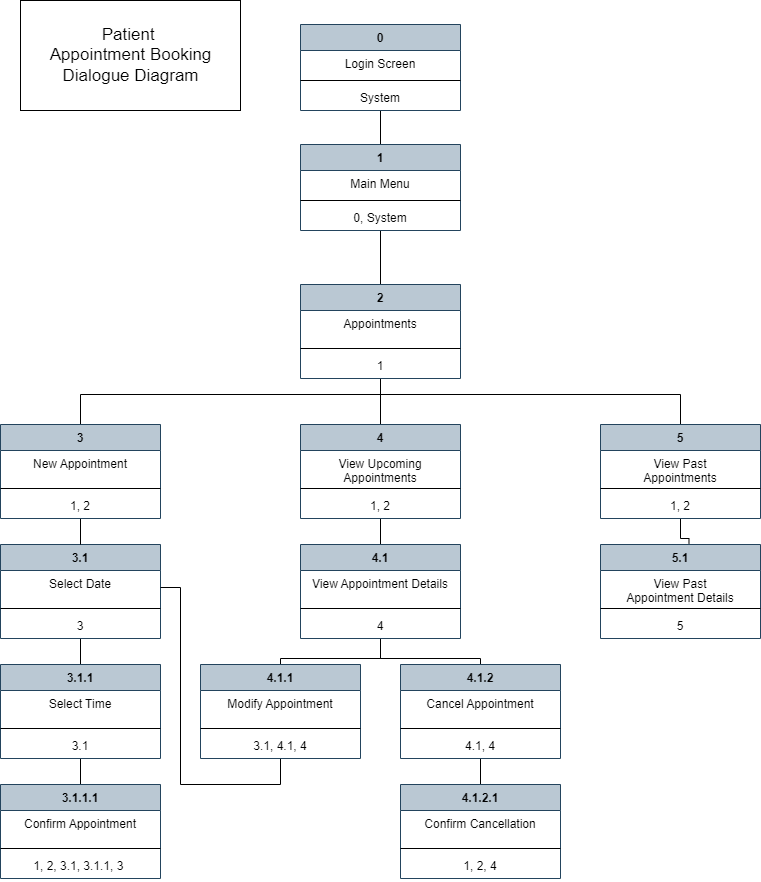 Patient
Appointment Booking
Dialogue Diagram
0
Login Screen
System
1
Main Menu
0, System
2
Appointments
1
3
New Appointment
1, 2
4
View Upcoming
Appointments
1, 2
5
View Past
Appointments
1, 2
3.1
Select Date
3
4.1
View Appointment Details
4
5.1
View Past
Appointment Details
5
3.1.1
Select Time
3.1
4.1.1
Modify Appointment
3.1, 4.1, 4
4.1.2
Cancel Appointment
4.1, 4
3.1.1.1
Confirm Appointment
1, 2, 3.1, 3.1.1, 3
4.1.2.1
Confirm Cancellation
1, 2, 4